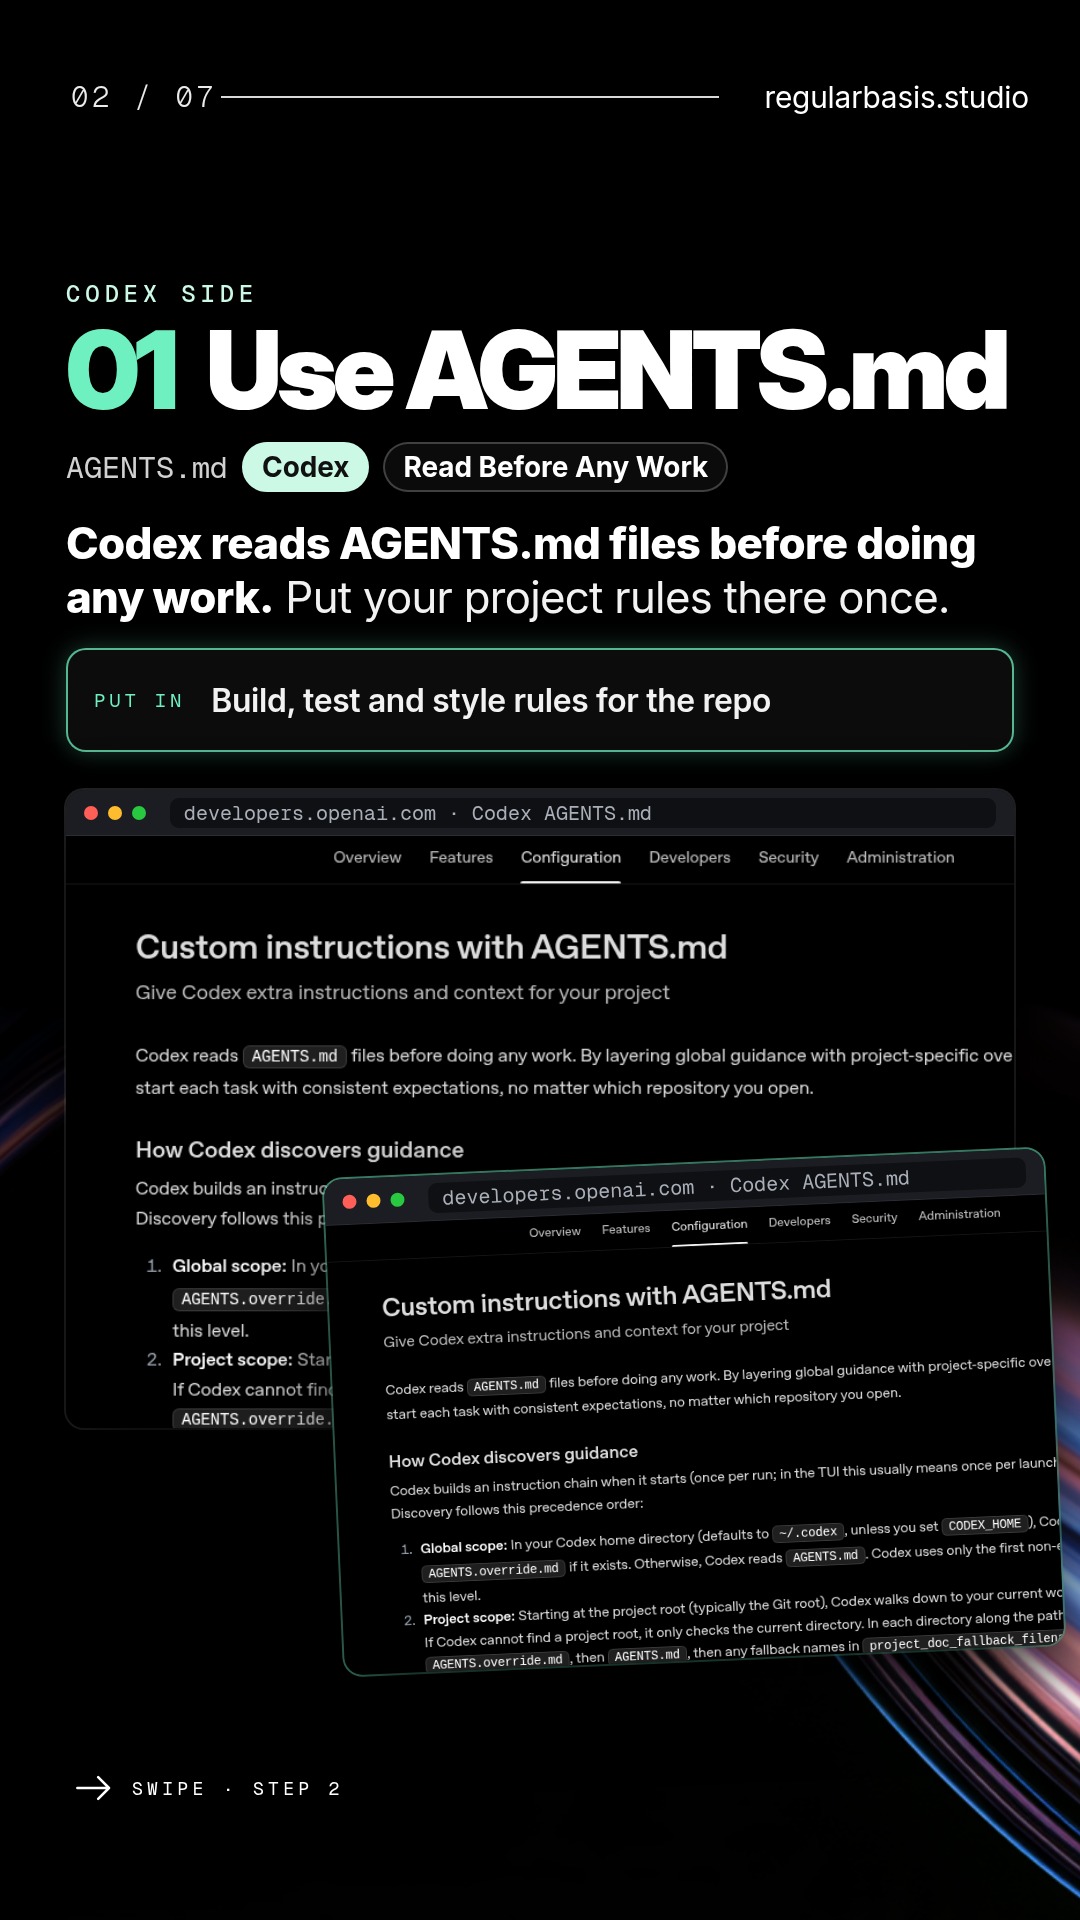 02 / 07
regularbasis.studio
CODEX SIDE
01 Use AGENTS.md
AGENTS.md Codex Read Before Any Work
Codex reads AGENTS.md files before doing
any work. Put your project rules there once.
PUT IN Build, test and style rules for the repo
developers.openai.com · Codex AGENTS.md
Overview Features Configuration Developers Security Administration
Custom instructions with AGENTS.md
Give Codex extra instructions and context for your project
Codex reads AGENTS.md files before doing any work. By layering global guidance with project-specific ove
start each task with consistent expectations, no matter which repository you open.
How Codex discovers guidance
Codex builds an instruc
Discovery follows this p
1. Global scope: In yo
AGENTS.override.
this level.
2. Project scope: Star
If Codex cannot find
AGENTS.override.
developers.openai.com · Codex AGENTS.md
Overview Features Configuration Developers Security Administration
Custom instructions with AGENTS.md
Give Codex extra instructions and context for your project
Codex reads AGENTS.md files before doing any work. By layering global guidance with project-specific ove
start each task with consistent expectations, no matter which repository you open.
How Codex discovers guidance
Codex builds an instruction chain when it starts (once per run; in the TUI this usually means once per launch
Discovery follows this precedence order:
1. Global scope: In your Codex home directory (defaults to ~/.codex, unless you set CODEX_HOME), Co
AGENTS.override.md if it exists. Otherwise, Codex reads AGENTS.md. Codex uses only the first non-e
this level.
2. Project scope: Starting at the project root (typically the Git root), Codex walks down to your current wo
If Codex cannot find a project root, it only checks the current directory. In each directory along the path
AGENTS.override.md, then AGENTS.md, then any fallback names in project_doc_fallback_filena
→ SWIPE · STEP 2